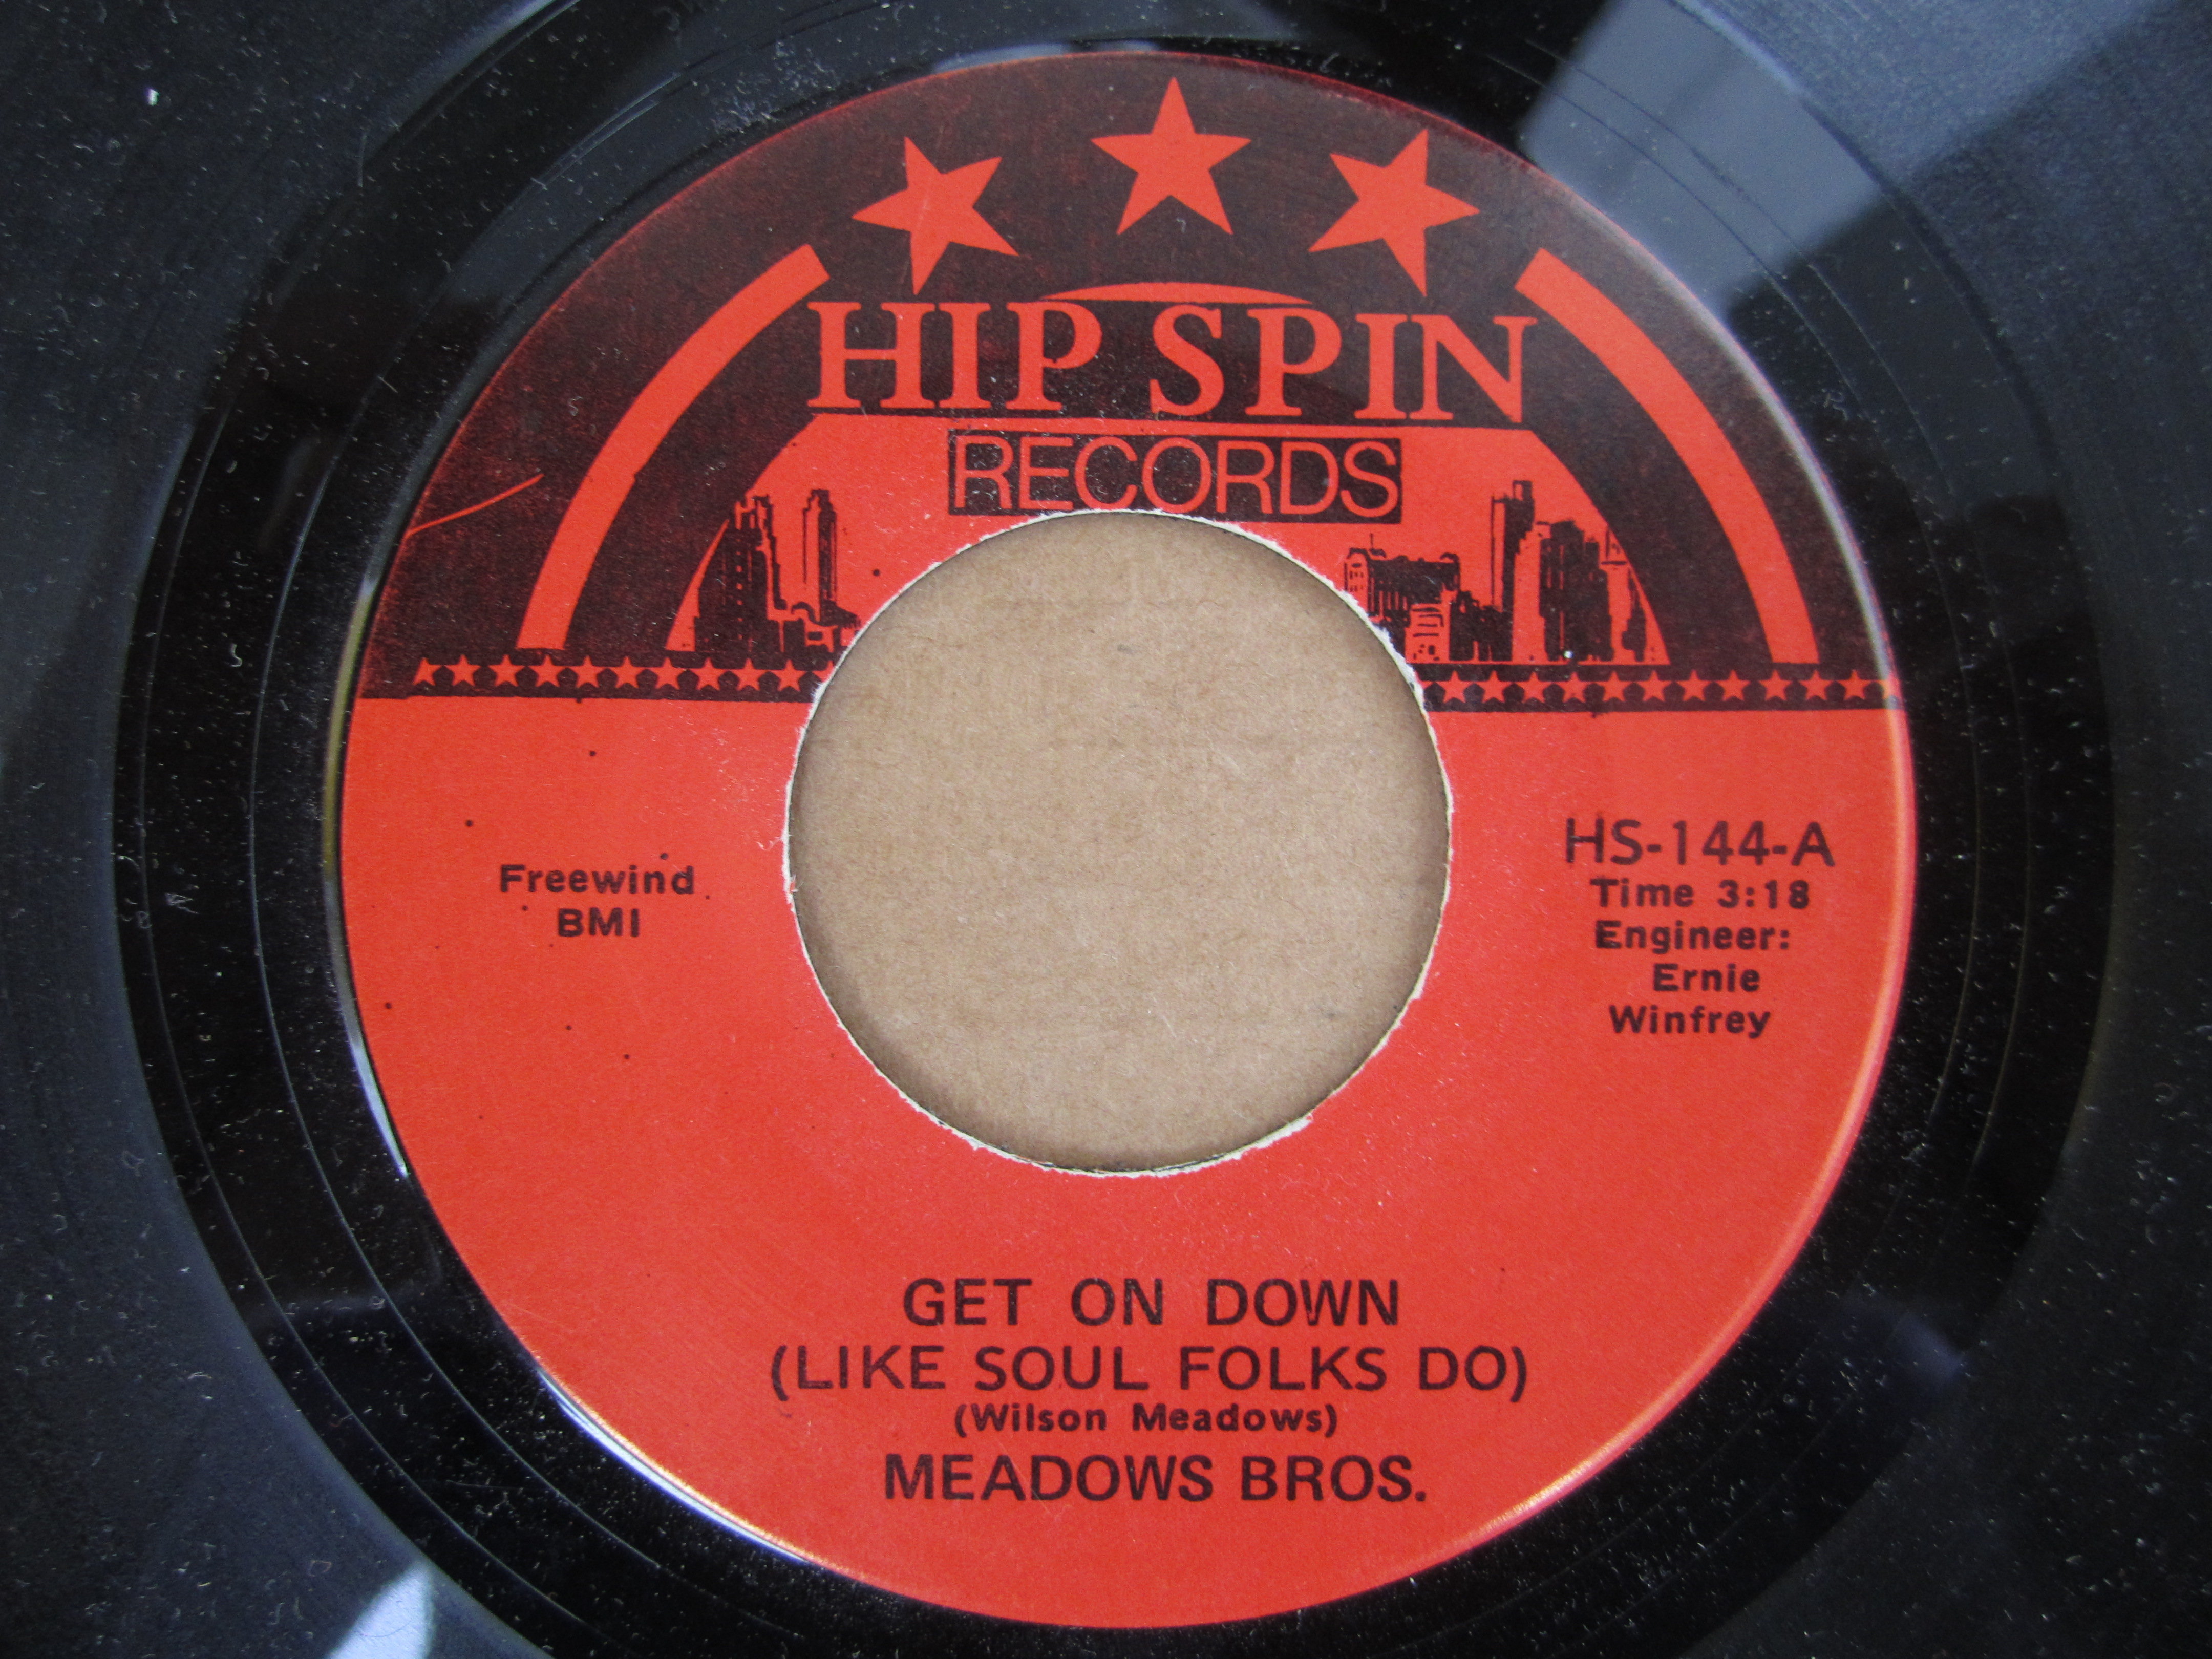 HIP SPIN
RECORDS
Freewind
BMI
HS-144-A
Time 3:18
Engineer:
Ernie
Winfrey
GET ON DOWN
(LIKE SOUL FOLKS DO)
(Wilson Meadows)
MEADOWS BROS.